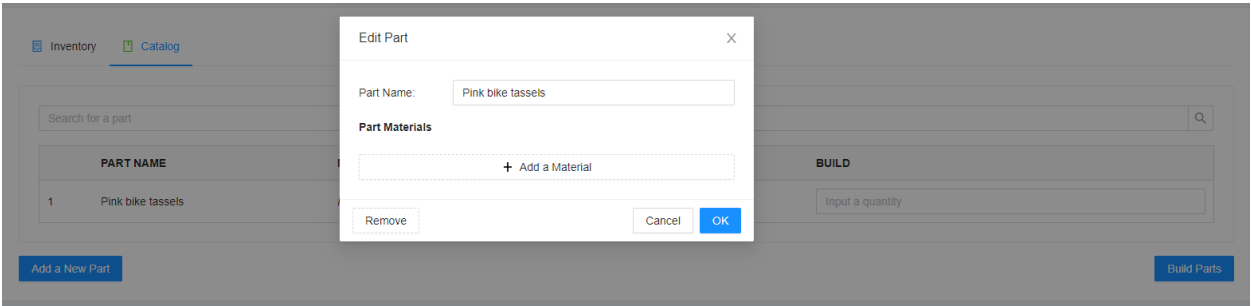 Inventory
Catalog
Edit Part
Part Name:
Pink bike tassels
Search for a part
Part Materials
+ Add a Material
PART NAME
BUILD
1
Pink bike tassels
Input a quantity
Remove
Cancel
OK
Add a New Part
Build Parts